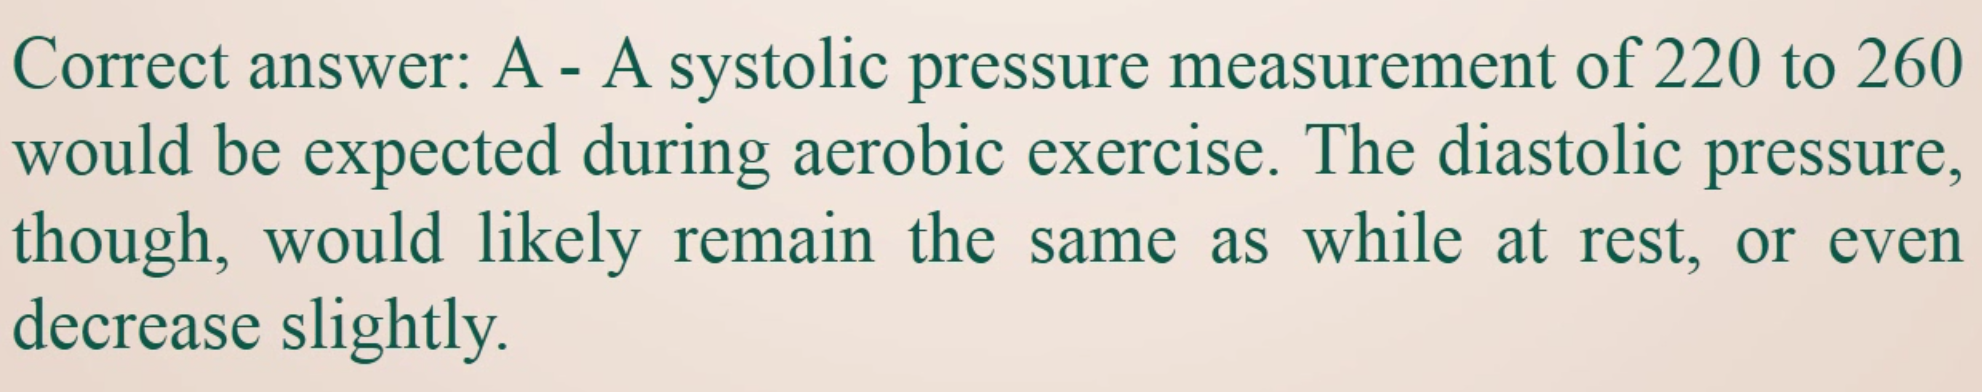 Correct answer: A - A systolic pressure measurement of 220 to 260
would be expected during aerobic exercise. The diastolic pressure,
though, would likely remain the same as while at rest, or even
decrease slightly.